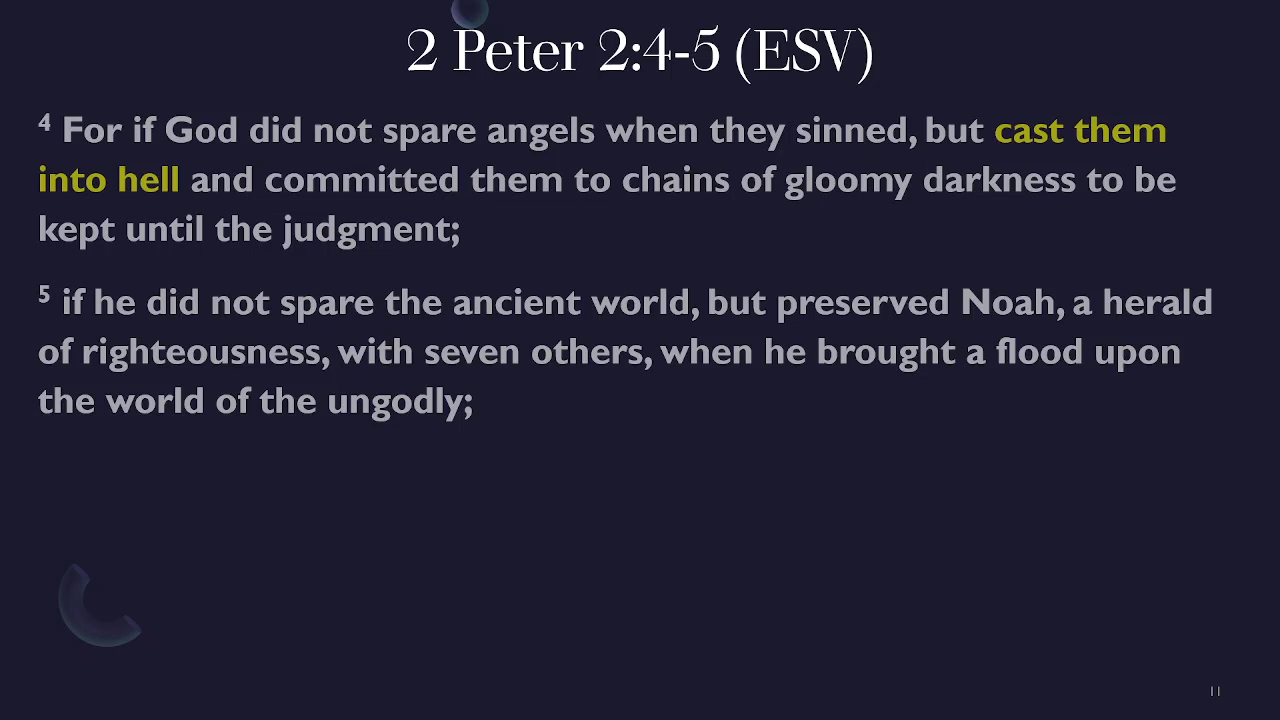 2 Peter 2:4-5 (ESV)
4 For if God did not spare angels when they sinned, but cast them
into hell and committed them to chains of gloomy darkness to be
kept until the judgment;
5 if he did not spare the ancient world, but preserved Noah, a herald
of righteousness, with seven others, when he brought a flood upon
the world of the ungodly;
11